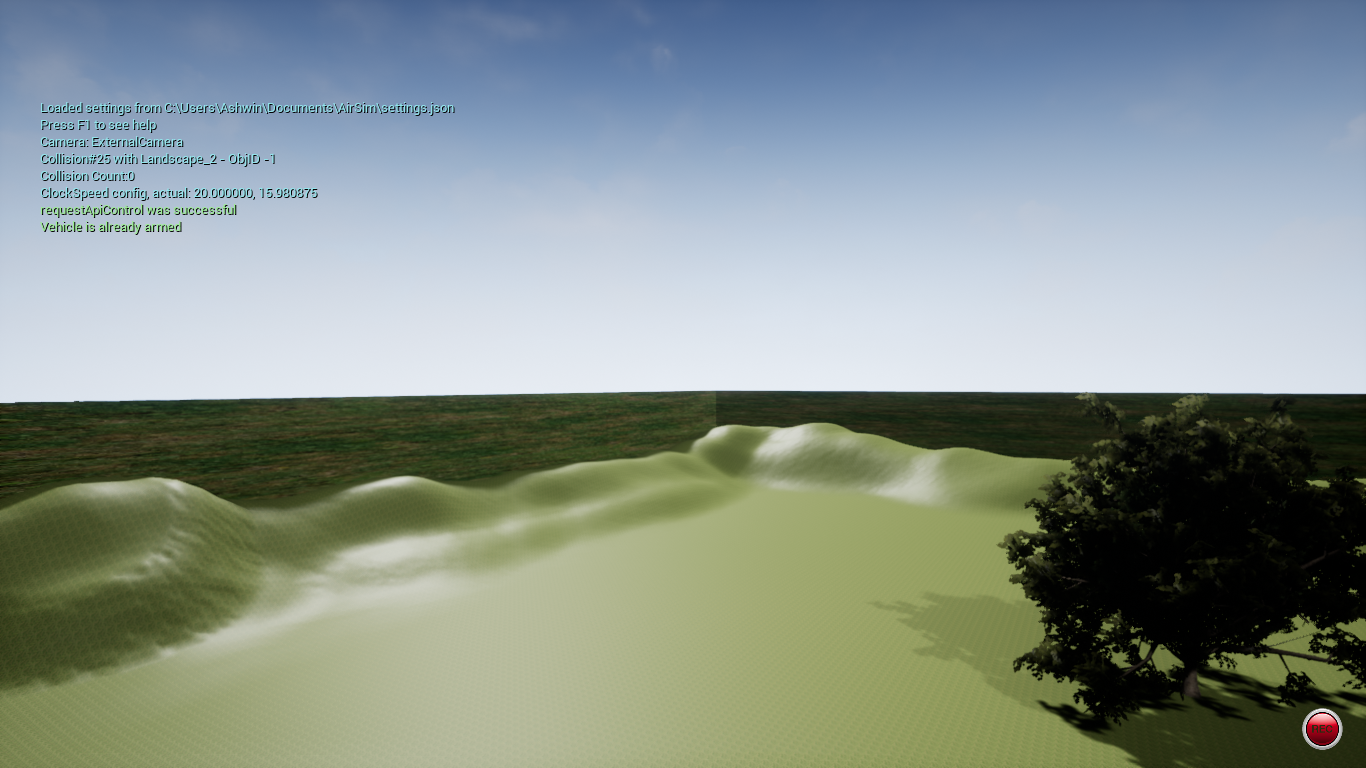 Loaded settings from C:\Users\Ashwin\Documents\AirSim\settings.json
Press F1 to see help
Camera: ExternalCamera
Collision#25 with Landscape_2 - ObjID -1
Collision Count:0
ClockSpeed config, actual: 20.000000, 15.980875
requestApiControl was successful
Vehicle is already armed
REC